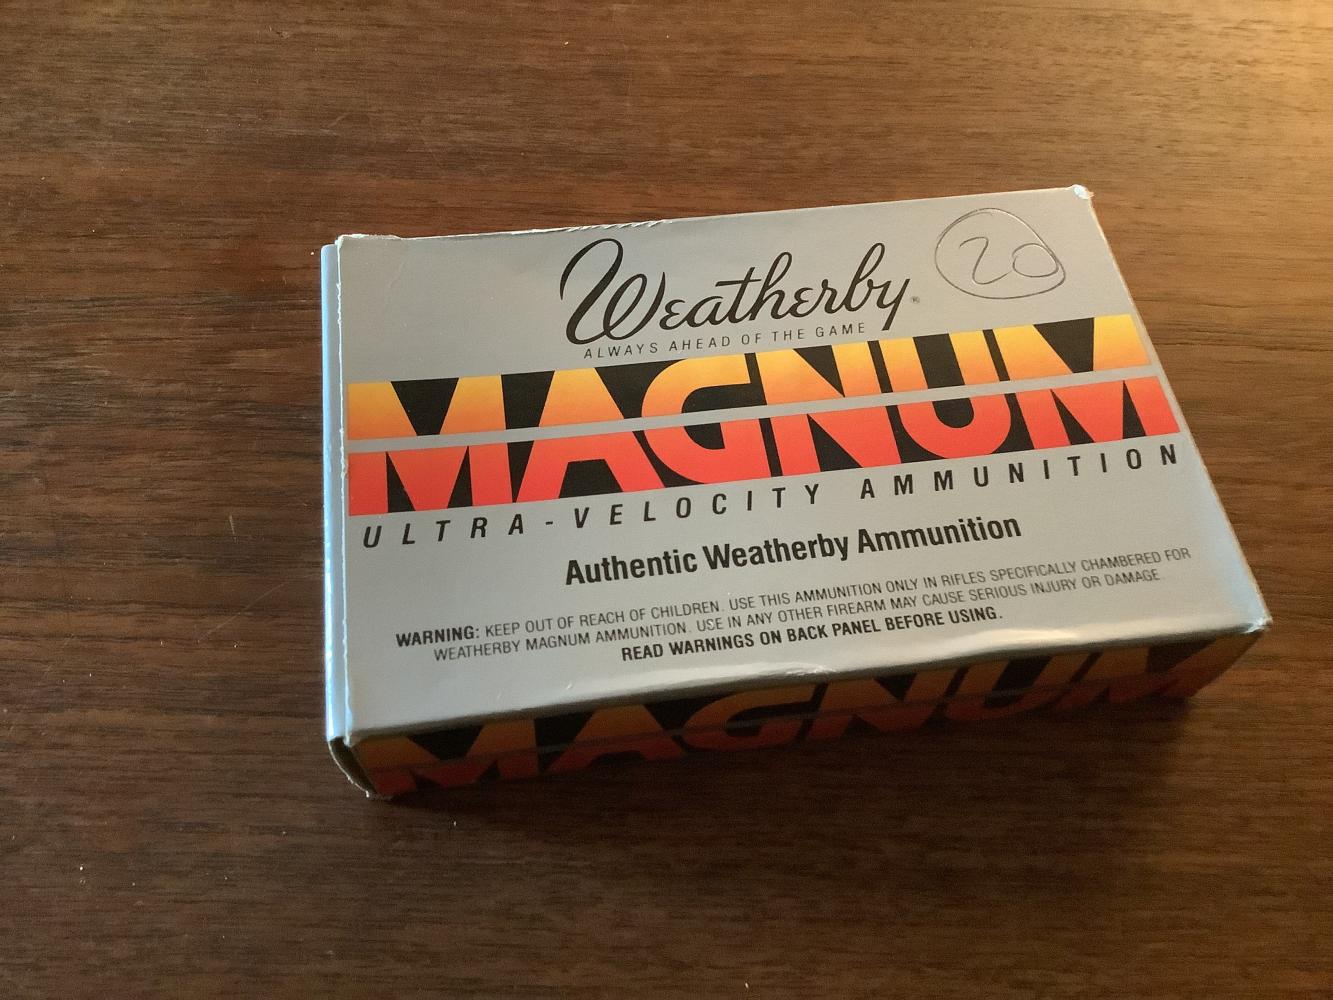 Weatherby®
20
ALWAYS AHEAD OF THE GAME
MAGNUM
ULTRA-VELOCITY AMMUNITION
Authentic Weatherby Ammunition
WARNING: KEEP OUT OF REACH OF CHILDREN. USE THIS AMMUNITION ONLY IN RIFLES SPECIFICALLY CHAMBERED FOR
WEATHERBY MAGNUM AMMUNITION. USE IN ANY OTHER FIREARM MAY CAUSE SERIOUS INJURY OR DAMAGE.
READ WARNINGS ON BACK PANEL BEFORE USING.
MAGNUM